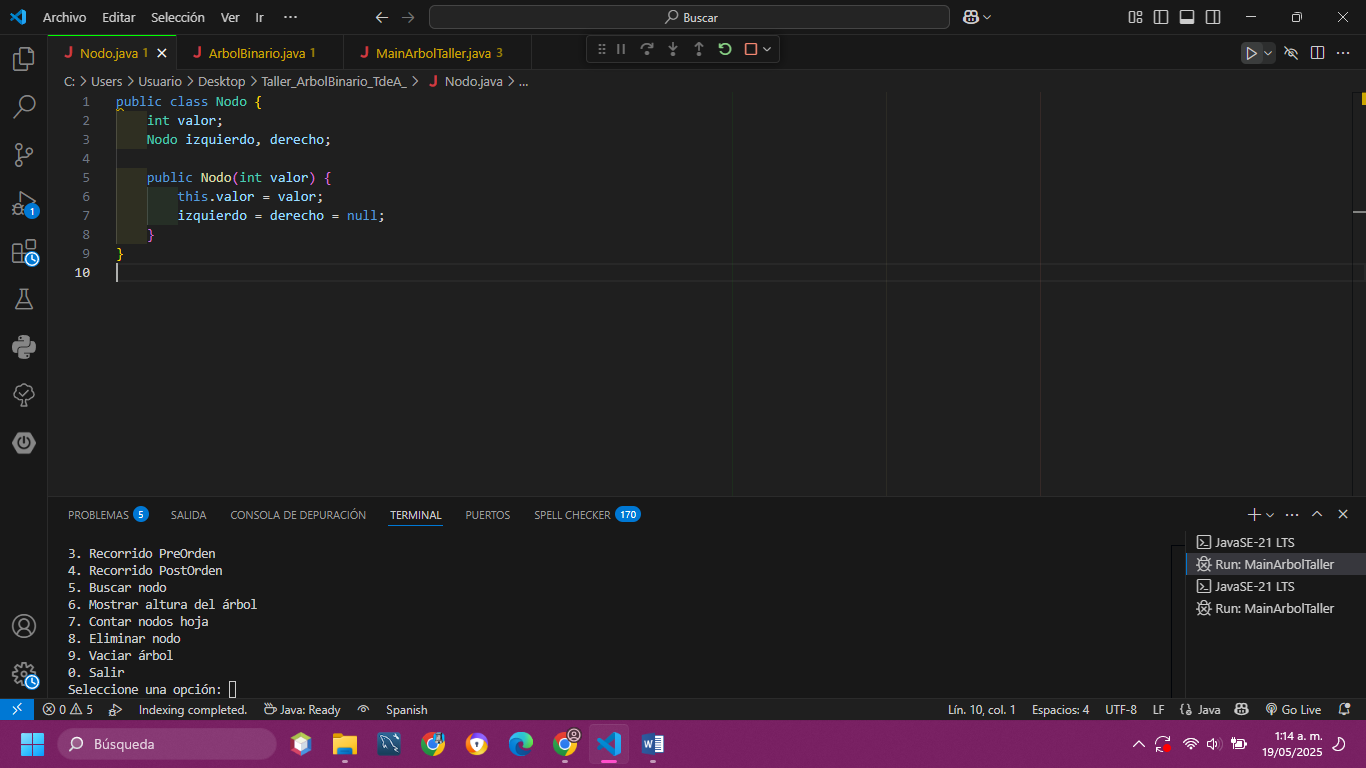 Archivo Editar Selección Ver Ir ··· Buscar
Nodo.java 1 ArbolBinario.java 1 MainArbolTaller.java 3
C: > Users > Usuario > Desktop > Taller_ArbolBinario_TdeA_ > J Nodo.java > ...
1 public class Nodo {
2 int valor;
3 Nodo izquierdo, derecho;
4
5 public Nodo(int valor) {
6 this.valor = valor;
7 izquierdo = derecho = null;
8 }
9 }
10
1
PROBLEMAS 5 SALIDA CONSOLA DE DEPURACIÓN TERMINAL PUERTOS SPELL CHECKER 170
3. Recorrido PreOrden
4. Recorrido PostOrden
5. Buscar nodo
6. Mostrar altura del árbol
7. Contar nodos hoja
8. Eliminar nodo
9. Vaciar árbol
0. Salir
Seleccione una opción:
JavaSE-21 LTS
Run: MainArbolTaller
JavaSE-21 LTS
Run: MainArbolTaller
0 5 Indexing completed. Java: Ready Spanish Lín. 10, col. 1 Espacios: 4 UTF-8 LF {} Java Go Live
Búsqueda
W
1:14 a. m.
19/05/2025